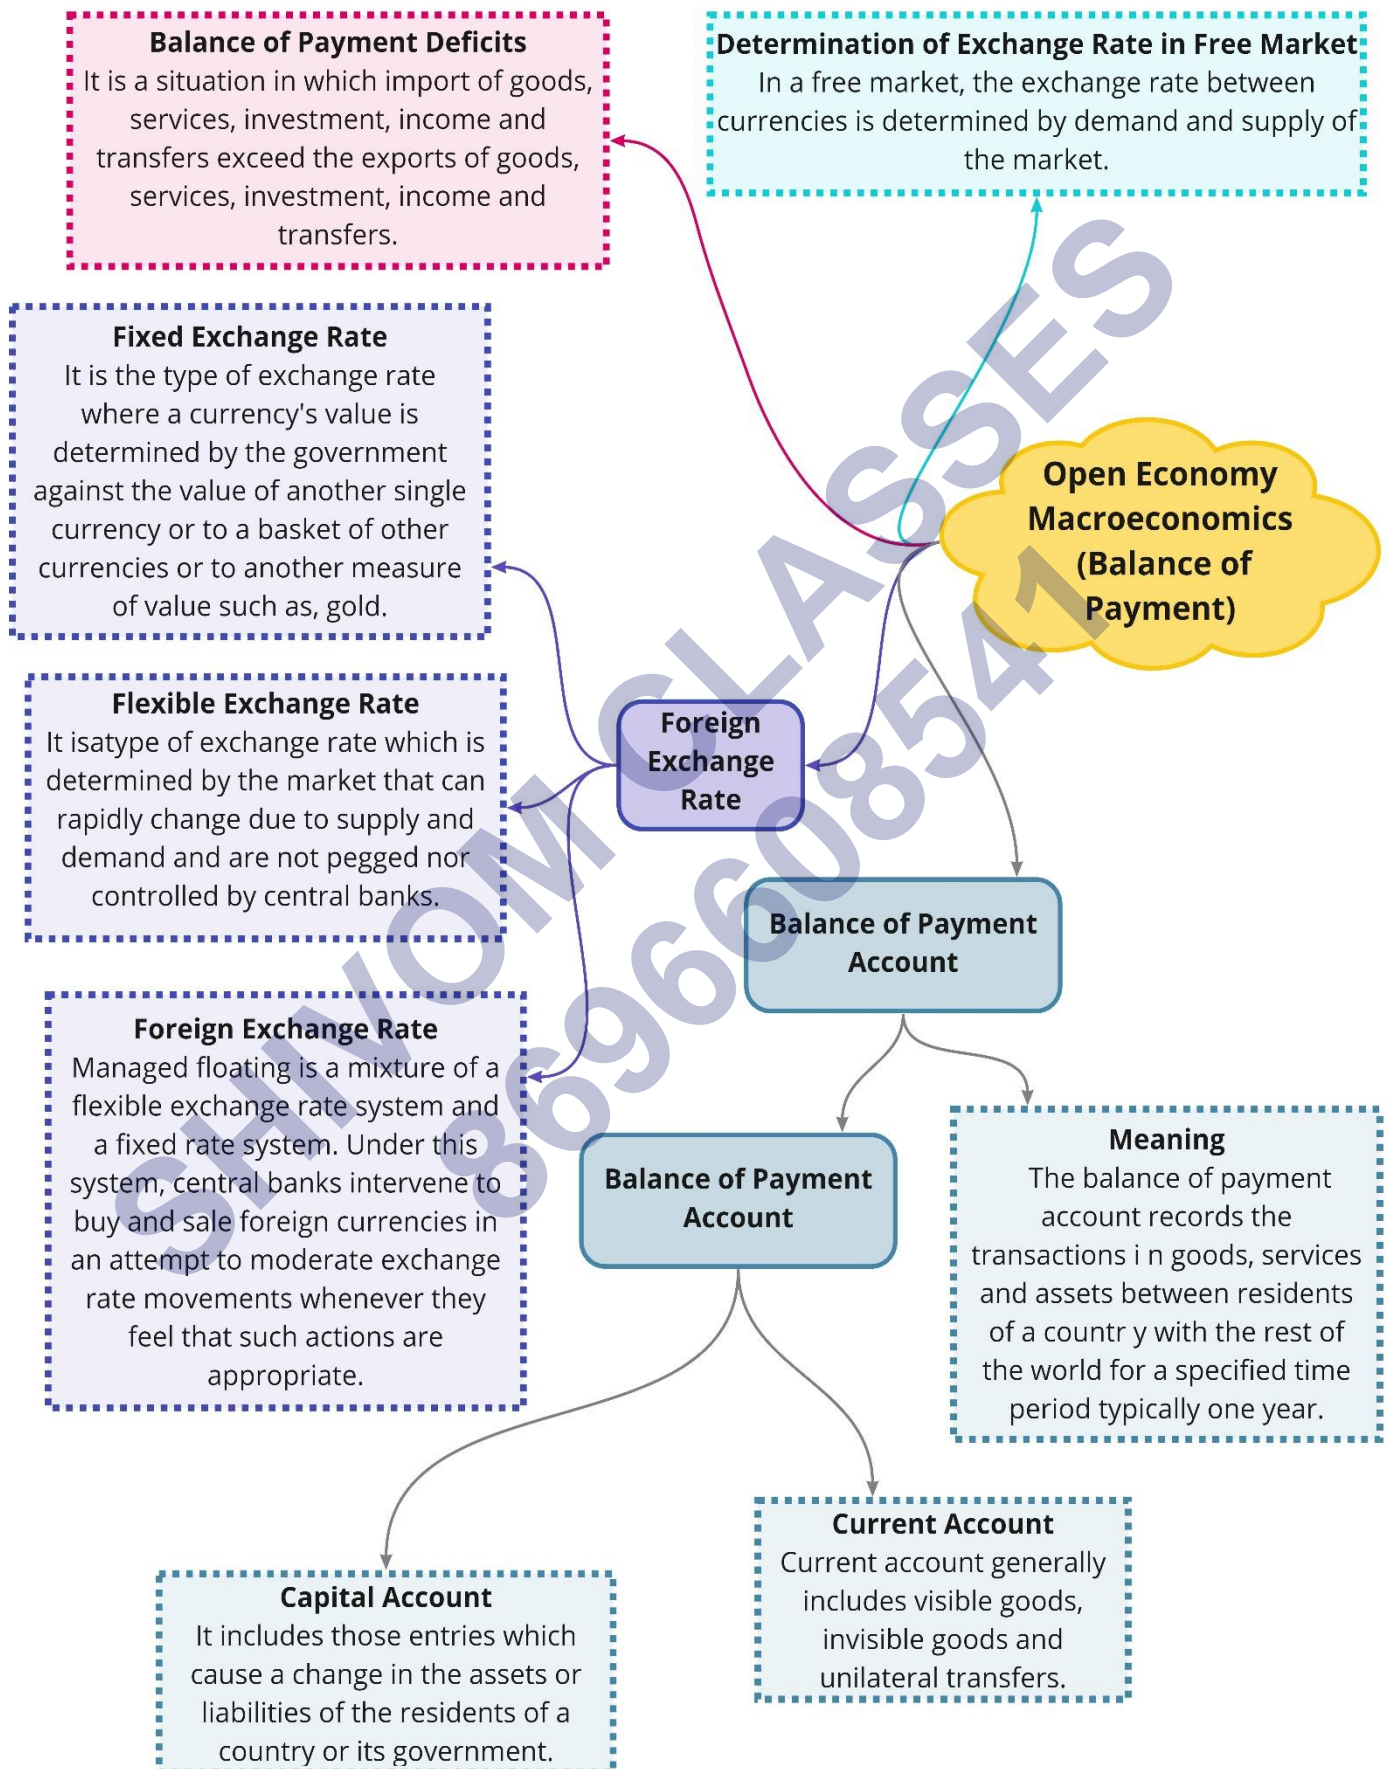 Balance of Payment Deficits
It is a situation in which import of goods,
services, investment, income and
transfers exceed the exports of goods,
services, investment, income and
transfers.
Determination of Exchange Rate in Free Market
In a free market, the exchange rate between
currencies is determined by demand and supply of
the market.
Fixed Exchange Rate
It is the type of exchange rate
where a currency's value is
determined by the government
against the value of another single
currency or to a basket of other
currencies or to another measure
of value such as, gold.
Open Economy
Macroeconomics
(Balance of
Payment)
Flexible Exchange Rate
It isatype of exchange rate which is
determined by the market that can
rapidly change due to supply and
demand and are not pegged nor
controlled by central banks.
Foreign
Exchange
Rate
Balance of Payment
Account
Foreign Exchange Rate
Managed floating is a mixture of a
flexible exchange rate system and
a fixed rate system. Under this
system, central banks intervene to
buy and sale foreign currencies in
an attempt to moderate exchange
rate movements whenever they
feel that such actions are
appropriate.
Balance of Payment
Account
Meaning
The balance of payment
account records the
transactions i n goods, services
and assets between residents
of a countr y with the rest of
the world for a specified time
period typically one year.
Capital Account
It includes those entries which
cause a change in the assets or
liabilities of the residents of a
country or its government.
Current Account
Current account generally
includes visible goods,
invisible goods and
unilateral transfers.
SHIVOM CLASSES
8696608541